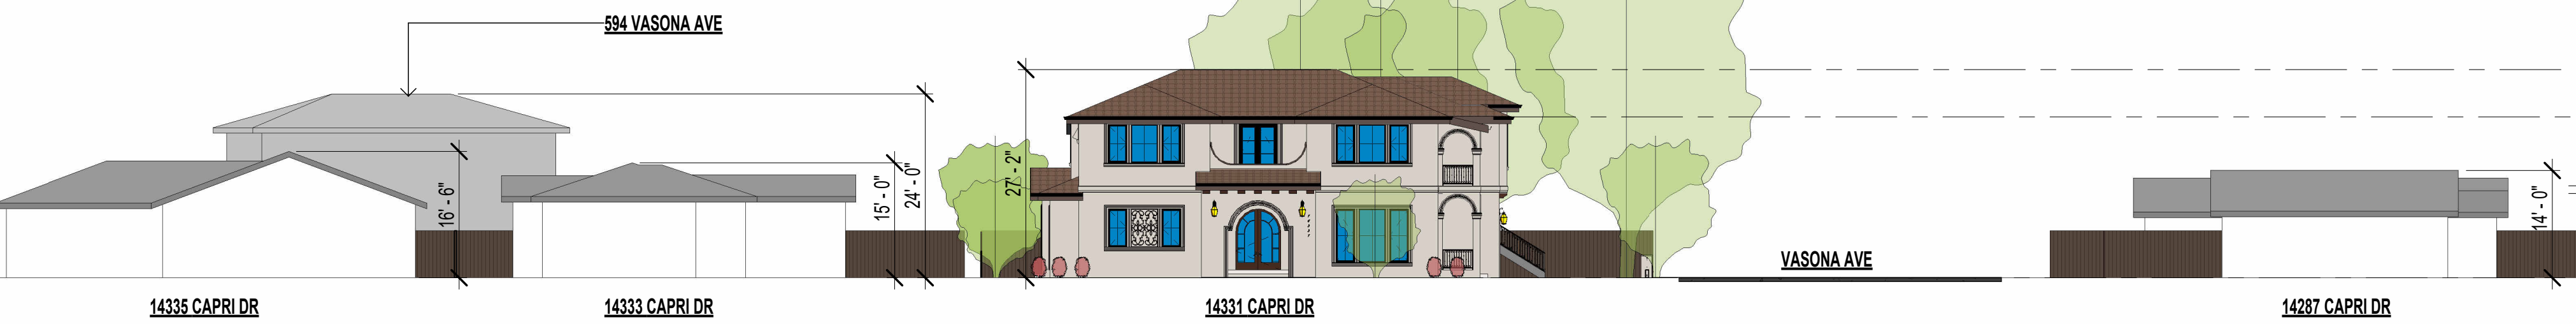 594 VASONA AVE
16' - 6"
15' - 0"
24' - 0"
27' - 2"
14' - 0"
VASONA AVE
14335 CAPRI DR
14333 CAPRI DR
14331 CAPRI DR
14287 CAPRI DR